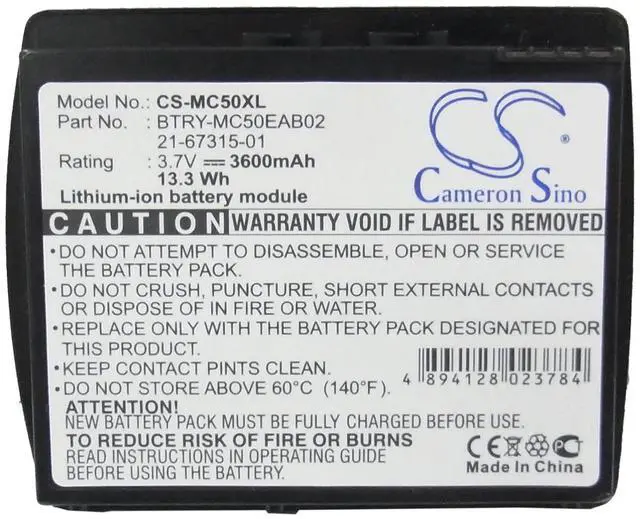 Model No.: CS-MC50XL
Part No. : BTRY-MC50EAB02
21-67315-01
Rating : 3.7V 3600mAh
13.3 Wh
Lithium-ion battery module
CS
Cameron Sino
CAUTION WARRANTY VOID IF LABEL IS REMOVED
•DO NOT ATTEMPT TO DISASSEMBLE, OPEN OR SERVICE
THE BATTERY PACK.
•DO NOT CRUSH, PUNCTURE, SHORT EXTERNAL CONTACTS
OR DISPOSE OF IN FIRE OR WATER.
•REPLACE ONLY WITH THE BATTERY PACK DESIGNATED FOR
THIS PRODUCT.
•KEEP CONTACT PINTS CLEAN.
•DO NOT STORE ABOVE 60°C (140°F).
4 894128 023784
ATTENTION!
NEW BATTERY PACK MUST BE FULLY CHARGED BEFORE USE
TO REDUCE RISK OF FIRE OR BURNS
READ INSTRUCTIONS IN OPERATING GUIDE
BEFORE INSTALLING AND USING THIS BATTERY
CE
Made In China